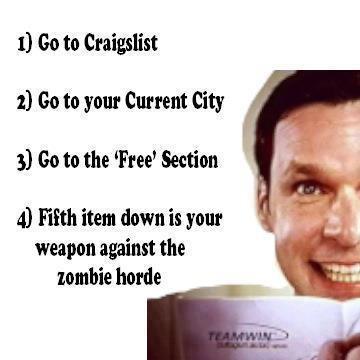 1) Go to Craigslist
2) Go to your Current City
3) Go to the 'Free' Section
4) Fifth item down is your
weapon against the
zombie horde
TEAMWIN